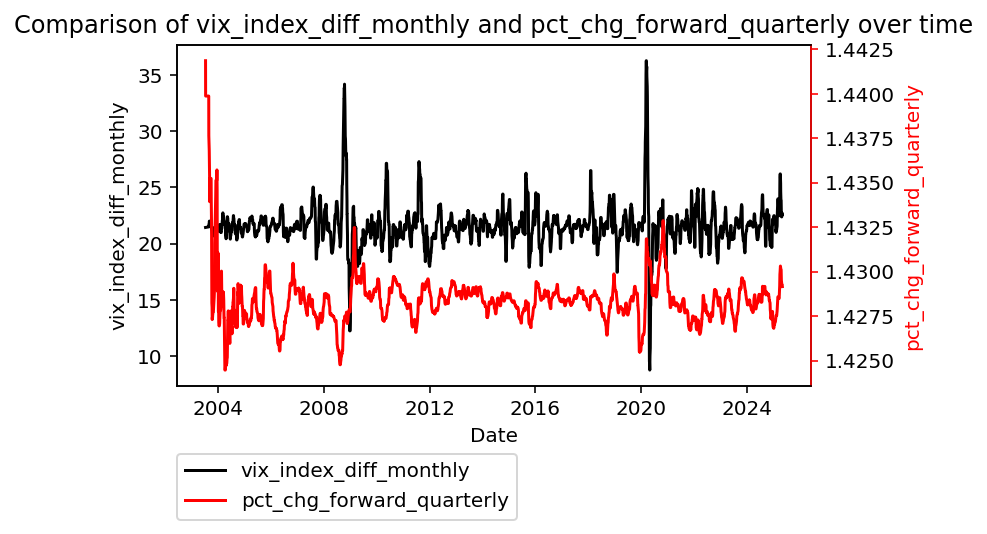 Comparison of vix_index_diff_monthly and pct_chg_forward_quarterly over time
vix_index_diff_monthly
35
30
25
20
15
10
1.4425
1.4400
1.4375
1.4350
1.4325
1.4300
1.4275
1.4250
pct_chg_forward_quarterly
2004 2008 2012 2016 2020 2024
Date
vix_index_diff_monthly
pct_chg_forward_quarterly